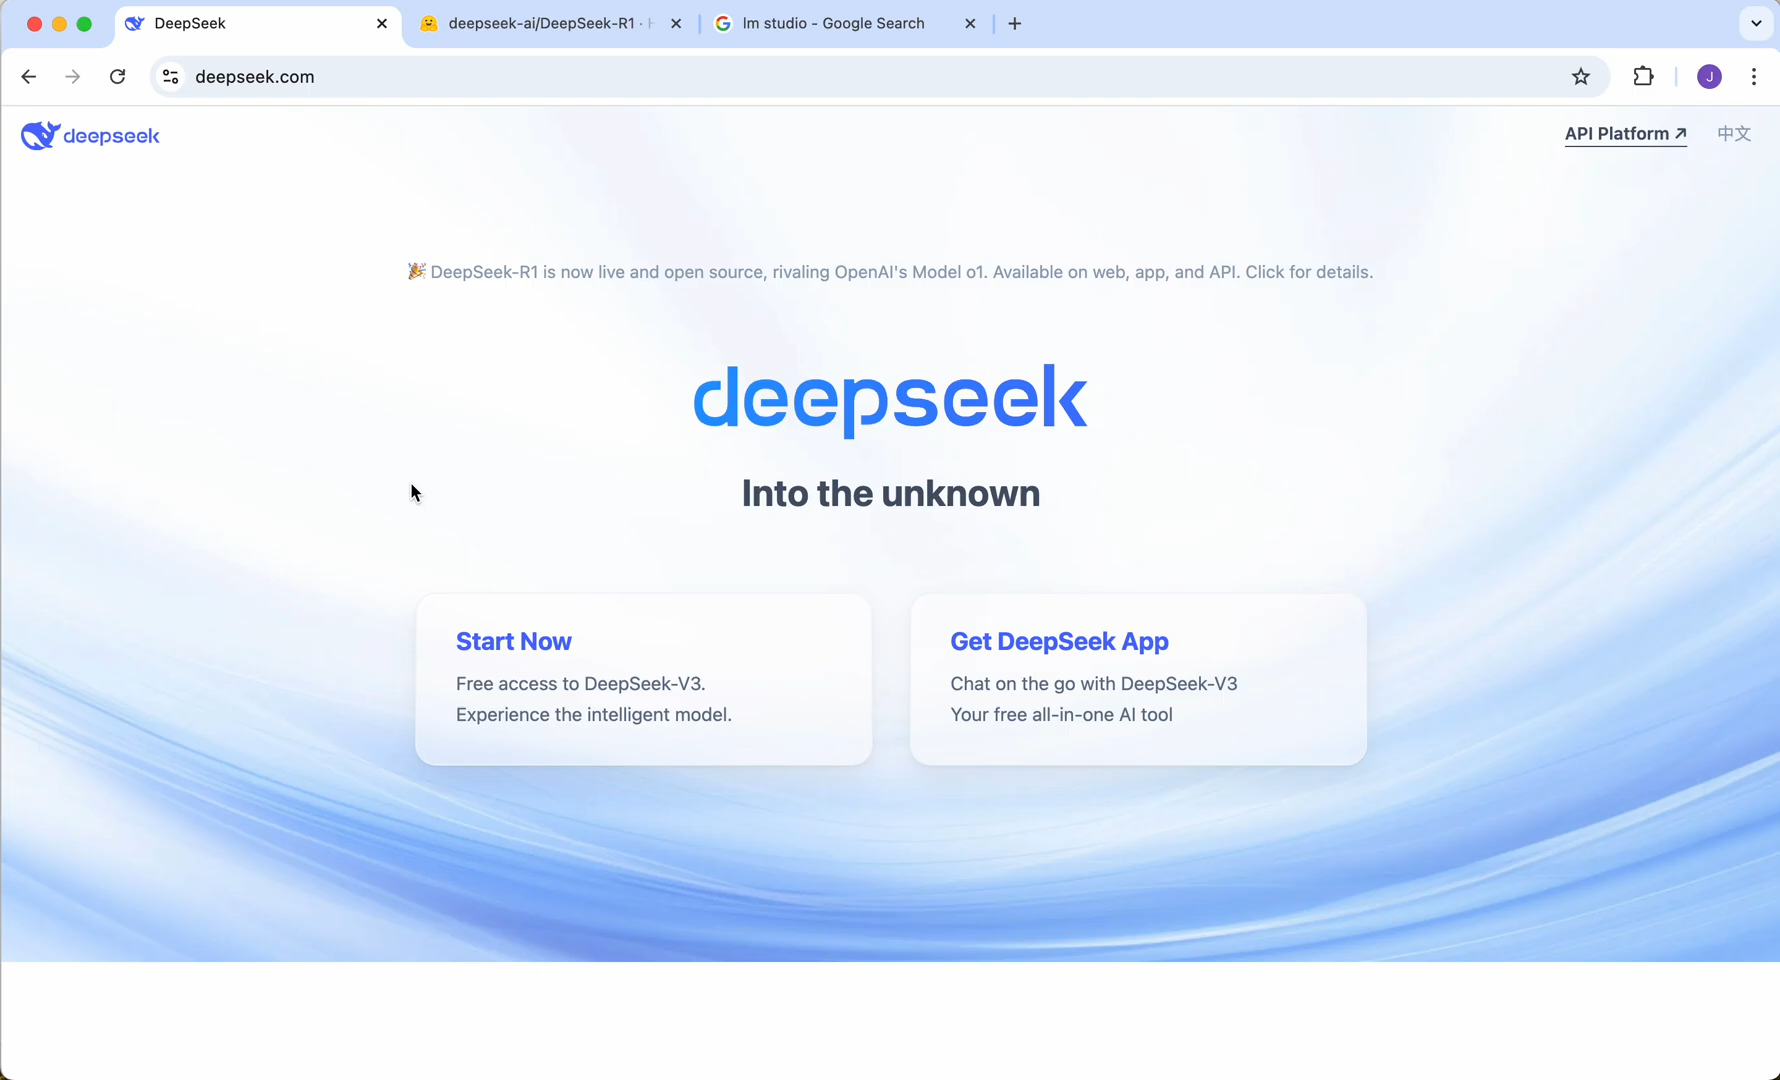 DeepSeek
deepseek-ai/DeepSeek-R1 ·
lm studio - Google Search
deepseek.com
J
deepseek
API Platform ↗
中文
🎉 DeepSeek-R1 is now live and open source, rivaling OpenAI's Model o1. Available on web, app, and API. Click for details.
deepseek
Into the unknown
Start Now
Free access to DeepSeek-V3.
Experience the intelligent model.
Get DeepSeek App
Chat on the go with DeepSeek-V3
Your free all-in-one AI tool